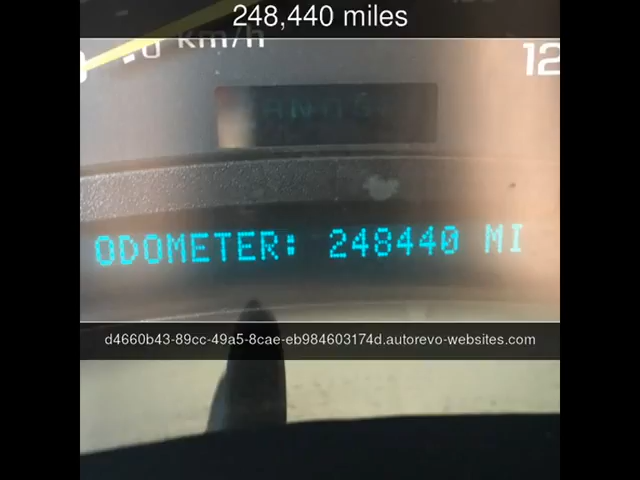 248,440 miles
km/h
12
ODOMETER: 248440 MI
d4660b43-89cc-49a5-8cae-eb984603174d.autorevo-websites.com